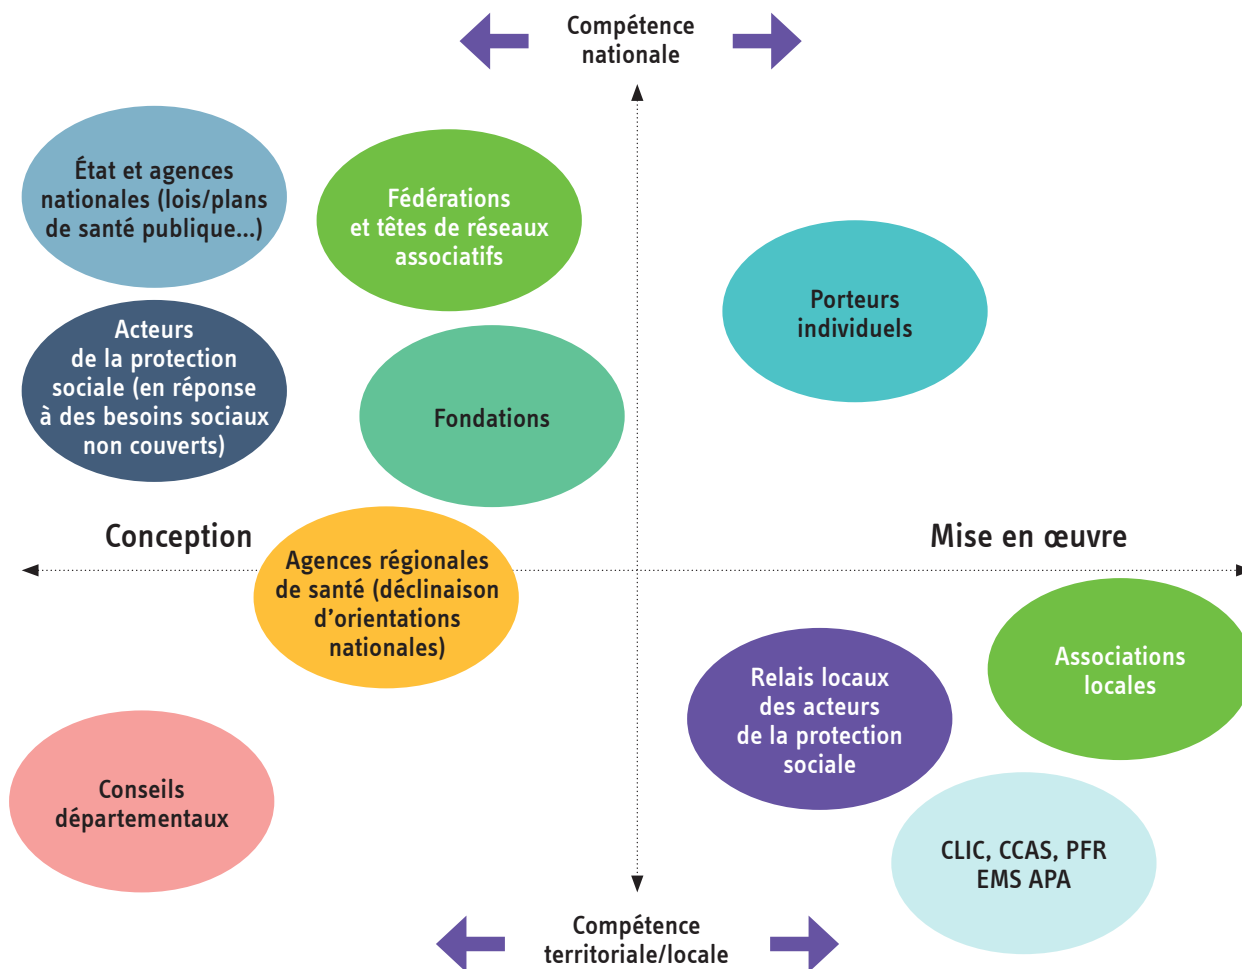 Compétence
nationale
État et agences
nationales (lois/plans
de santé publique...)
Fédérations
et têtes de réseaux
associatifs
Porteurs
individuels
Acteurs
de la protection
sociale (en réponse
à des besoins sociaux
non couverts)
Fondations
Conception
Mise en œuvre
Agences régionales
de santé (déclinaison
d'orientations
nationales)
Associations
locales
Relais locaux
des acteurs
de la protection
sociale
Conseils
départementaux
CLIC, CCAS, PFR
EMS APA
Compétence
territoriale/locale